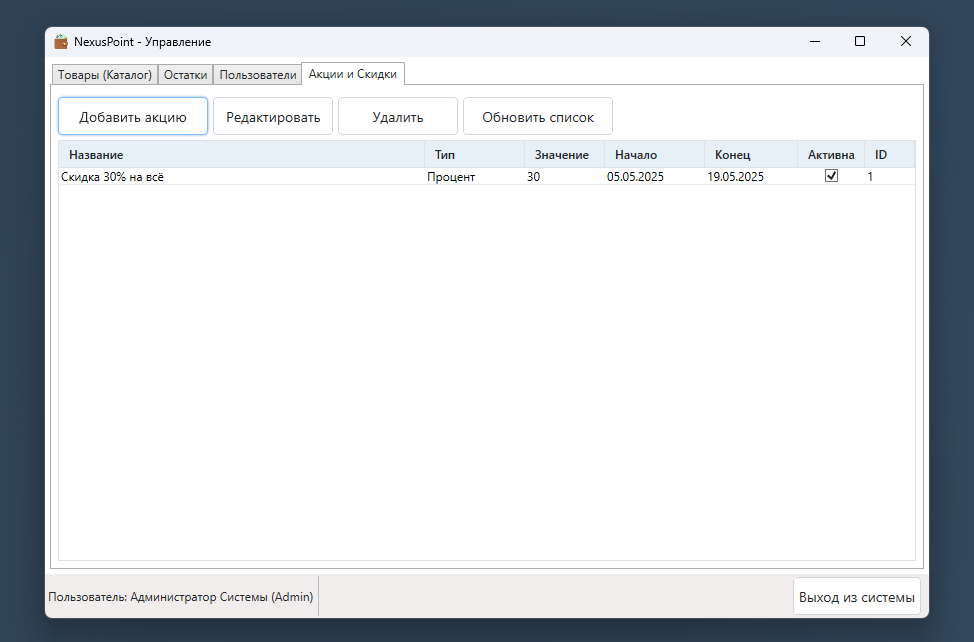 NexusPoint - Управление
Товары (Каталог) Остатки Пользователи Акции и Скидки
Добавить акцию Редактировать Удалить Обновить список
Название Тип Значение Начало Конец Активна ID
Скидка 30% на всё Процент 30 05.05.2025 19.05.2025 1
Пользователь: Администратор Системы (Admin) Выход из системы